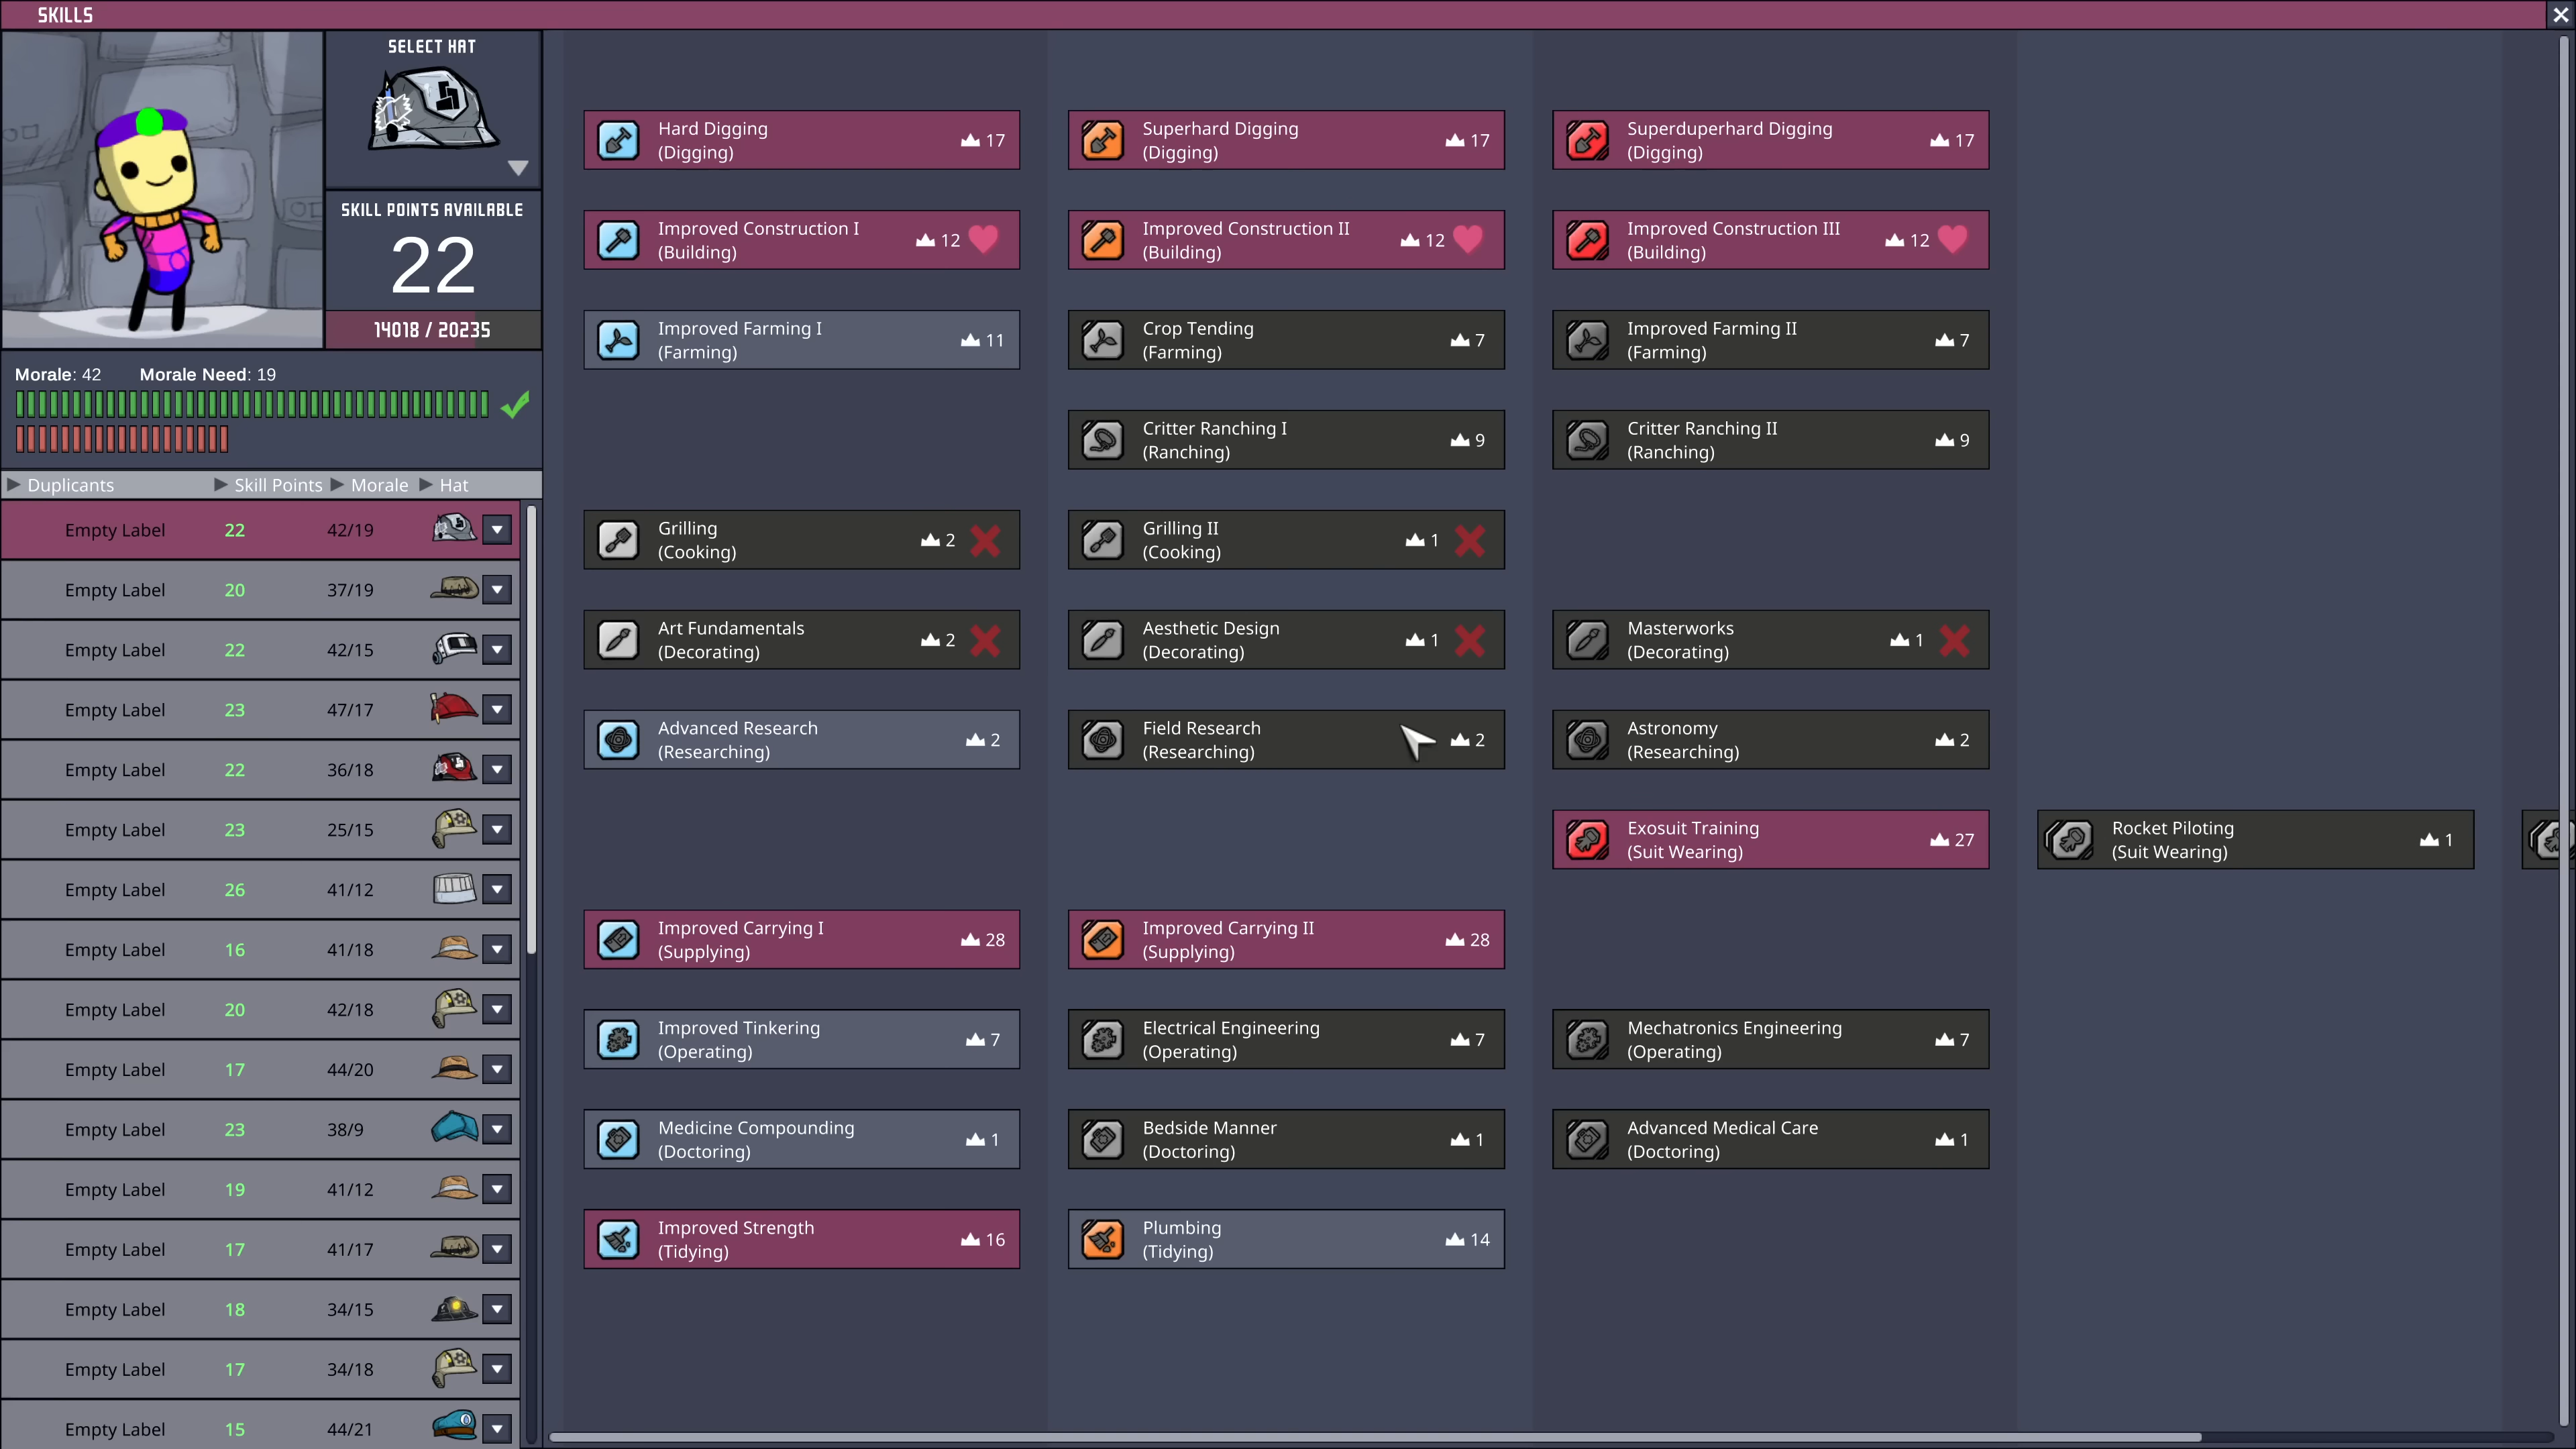 SKILLS
SELECT HAT
SKILL POINTS AVAILABLE
22
14018 / 20235
Morale: 42 Morale Need: 19
Duplicants Skill Points Morale Hat
Empty Label 22 42/19
Empty Label 20 37/19
Empty Label 22 42/15
Empty Label 23 47/17
Empty Label 22 36/18
Empty Label 23 25/15
Empty Label 26 41/12
Empty Label 16 41/18
Empty Label 20 42/18
Empty Label 17 44/20
Empty Label 23 38/9
Empty Label 19 41/12
Empty Label 17 41/17
Empty Label 18 34/15
Empty Label 17 34/18
Empty Label 15 44/21
Hard Digging
(Digging)
17
Superhard Digging
(Digging)
17
Superduperhard Digging
(Digging)
17
Improved Construction I
(Building)
12
Improved Construction II
(Building)
12
Improved Construction III
(Building)
12
Improved Farming I
(Farming)
11
Crop Tending
(Farming)
7
Improved Farming II
(Farming)
7
Critter Ranching I
(Ranching)
9
Critter Ranching II
(Ranching)
9
Grilling
(Cooking)
2
Grilling II
(Cooking)
1
Art Fundamentals
(Decorating)
2
Aesthetic Design
(Decorating)
1
Masterworks
(Decorating)
1
Advanced Research
(Researching)
2
Field Research
(Researching)
2
Astronomy
(Researching)
2
Exosuit Training
(Suit Wearing)
27
Rocket Piloting
(Suit Wearing)
1
Improved Carrying I
(Supplying)
28
Improved Carrying II
(Supplying)
28
Improved Tinkering
(Operating)
7
Electrical Engineering
(Operating)
7
Mechatronics Engineering
(Operating)
7
Medicine Compounding
(Doctoring)
1
Bedside Manner
(Doctoring)
1
Advanced Medical Care
(Doctoring)
1
Improved Strength
(Tidying)
16
Plumbing
(Tidying)
14